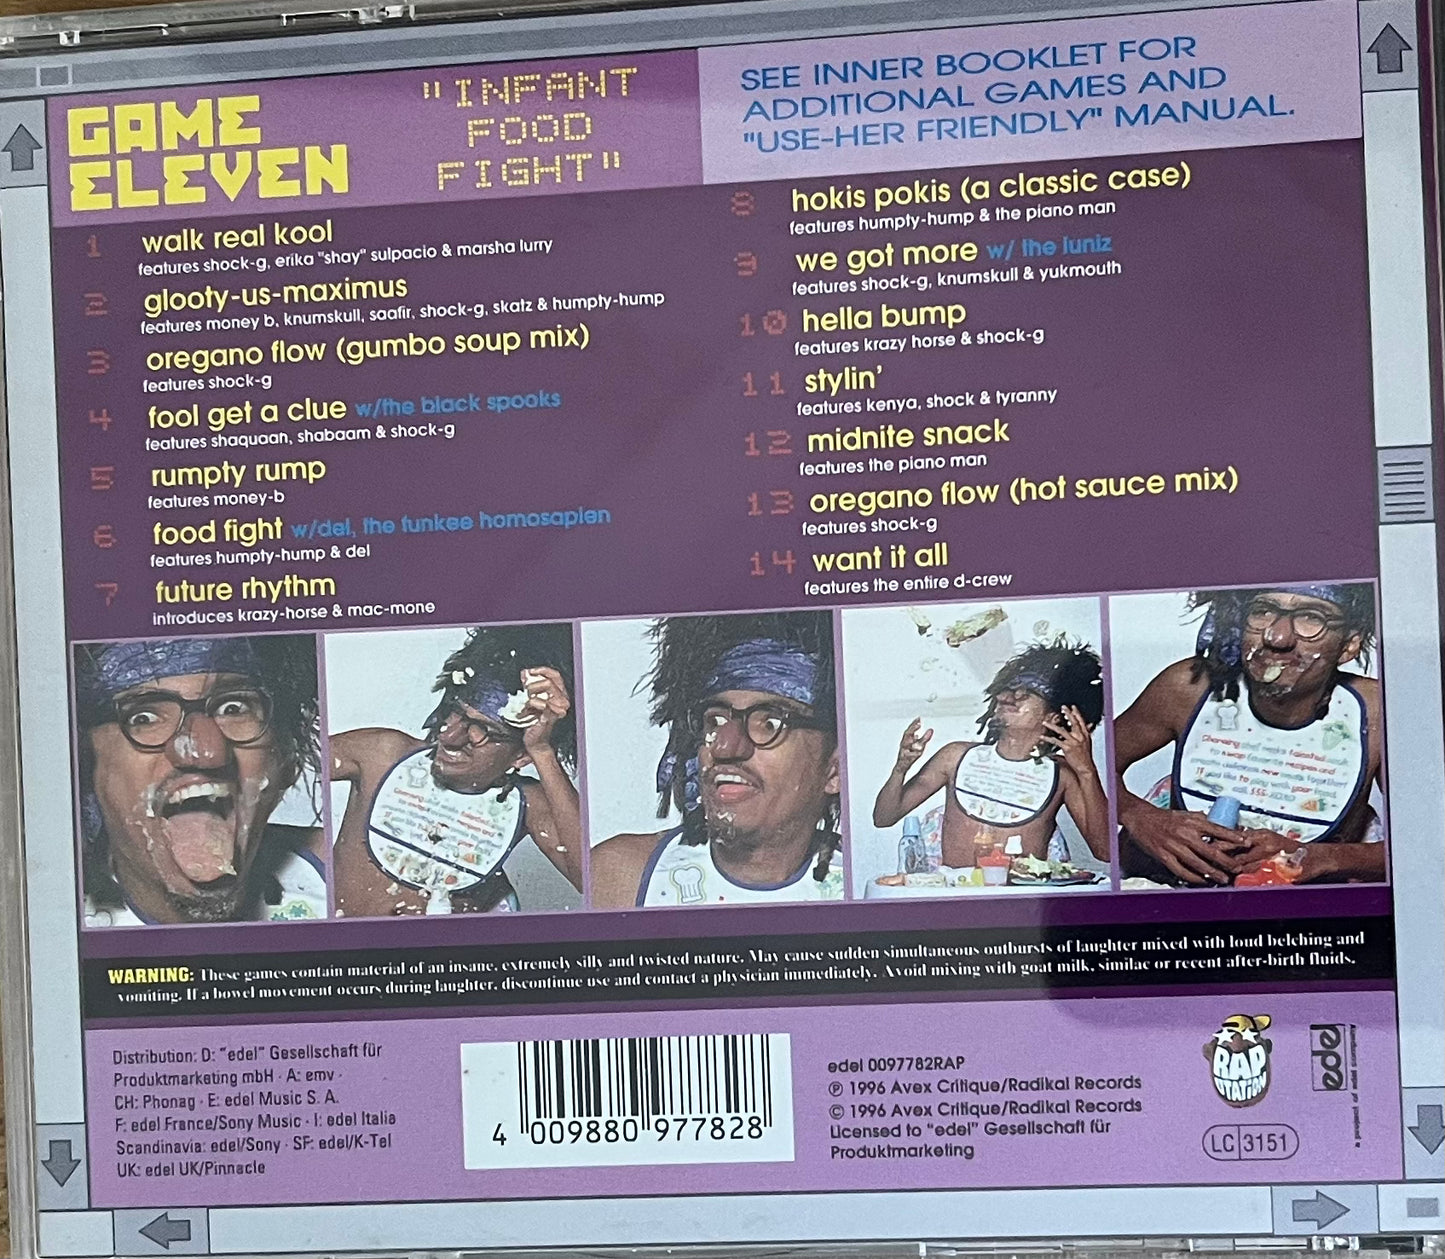 GAME
ELEVEN
"INFANT
FOOD
FIGHT"
SEE INNER BOOKLET FOR
ADDITIONAL GAMES AND
"USE-HER FRIENDLY" MANUAL.
1 walk real kool
features shock-g, erika "shay" sulpacio & marsha lurry
2 glooty-us-maximus
features money b, knumskull, saafir, shock-g, skatz & humpty-hump
3 oregano flow (gumbo soup mix)
features shock-g
4 fool get a clue w/the black spooks
features shaquaan, shabaam & shock-g
5 rumpty rump
features money-b
6 food fight w/del, the funkee homosapien
features humpty-hump & del
7 future rhythm
introduces krazy-horse & mac-mone
8 hokis pokis (a classic case)
features humpty-hump & the piano man
9 we got more w/ the luniz
features shock-g, knumskull & yukmouth
10 hella bump
features krazy horse & shock-g
11 stylin'
features kenya, shock & tyranny
12 midnite snack
features the piano man
13 oregano flow (hot sauce mix)
features shock-g
14 want it all
features the entire d-crew
WARNING: These games contain material of an insane, extremely silly and twisted nature. May cause sudden simultaneous outbursts of laughter mixed with loud belching and
vomiting. If a bowel movement occurs during laughter, discontinue use and contact a physician immediately. Avoid mixing with goat milk, similac or recent after-birth fluids.
Distribution: D: "edel" Gesellschaft für
Produktmarketing mbH · A: emv ·
CH: Phonag · E: edel Music S. A.
F: edel France/Sony Music · I: edel Italia
Scandinavia: edel/Sony · SF: edel/K-Tel
UK: edel UK/Pinnacle
4 009880 977828
edel 0097782RAP
℗ 1996 Avex Critique/Radikal Records
© 1996 Avex Critique/Radikal Records
Licensed to "edel" Gesellschaft für
Produktmarketing
RAP
UTATION
LC 3151
edel
a product of edel company